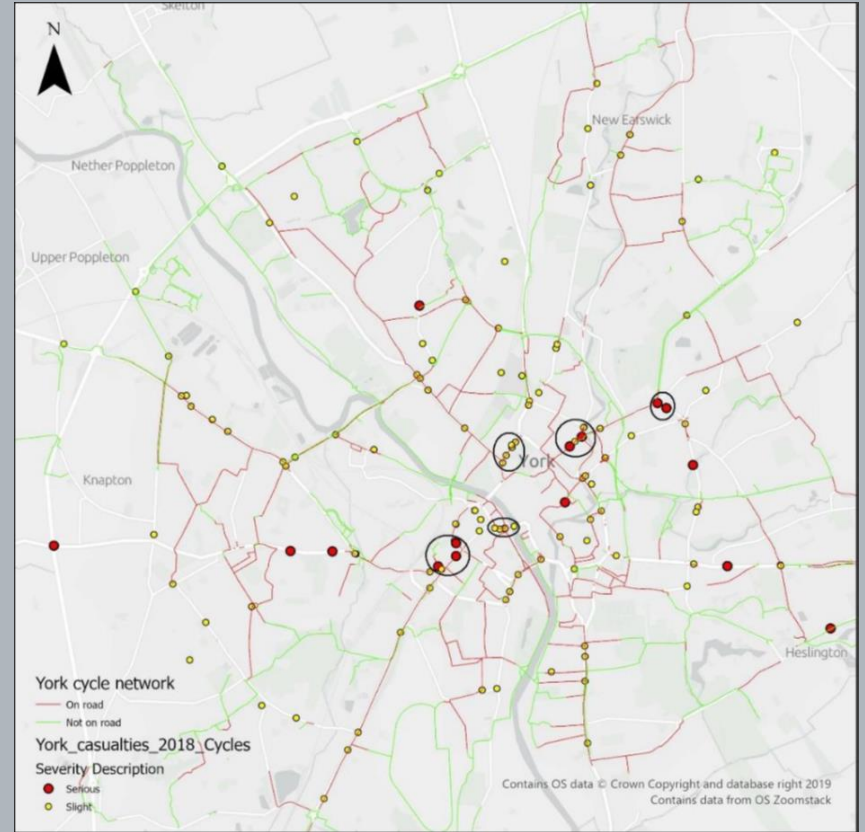 Skelton
N
New Earswick
Nether Poppleton
Upper Poppleton
York
Knapton
Heslington
York cycle network
On road
Not on road
York_casualties_2018_Cycles
Severity Description
Serious
Slight
Contains OS data © Crown Copyright and database right 2019
Contains data from OS Zoomstack